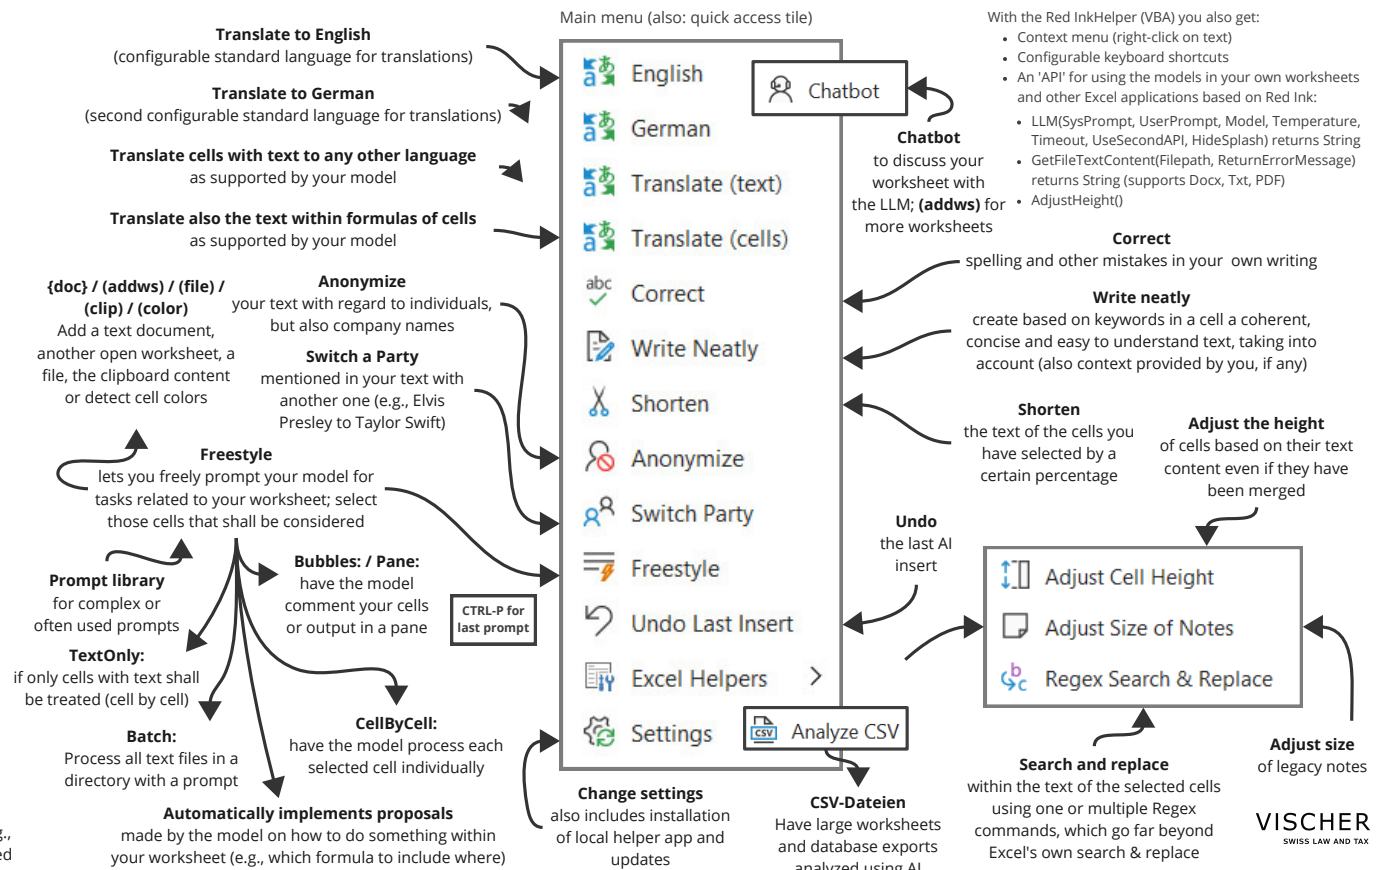 Main menu (also: quick access tile)
Translate to English
(configurable standard language for translations)
Translate to German
(second configurable standard language for translations)
Translate cells with text to any other language
as supported by your model
Translate also the text within formulas of cells
as supported by your model
{doc} / (addws) / (file) /
(clip) / (color)
Add a text document,
another open worksheet, a
file, the clipboard content
or detect cell colors
Anonymize
your text with regard to individuals,
but also company names
Switch a Party
mentioned in your text with
another one (e.g., Elvis
Presley to Taylor Swift)
Freestyle
lets you freely prompt your model for
tasks related to your worksheet; select
those cells that shall be considered
Prompt library
for complex or
often used prompts
Bubbles: / Pane:
have the model
comment your cells
or output in a pane
CTRL-P for
last prompt
TextOnly:
if only cells with text shall
be treated (cell by cell)
Batch:
Process all text files in a
directory with a prompt
CellByCell:
have the model process each
selected cell individually
Automatically implements proposals
made by the model on how to do something within
your worksheet (e.g., which formula to include where)
g.,
ed
English
German
Translate (text)
Translate (cells)
Correct
Write Neatly
Shorten
Anonymize
Switch Party
Freestyle
Undo Last Insert
Excel Helpers
Settings
abc
Chatbot
CSV
Analyze CSV
Change settings
also includes installation
of local helper app and
updates
CSV-Dateien
Have large worksheets
and database exports
analyzed using AI
Chatbot
to discuss your
worksheet with
the LLM; (addws) for
more worksheets
With the Red InkHelper (VBA) you also get:
• Context menu (right-click on text)
• Configurable keyboard shortcuts
• An 'API' for using the models in your own worksheets
and other Excel applications based on Red Ink:
• LLM(SysPrompt, UserPrompt, Model, Temperature,
Timeout, UseSecondAPI, HideSplash) returns String
• GetFileTextContent(Filepath, ReturnErrorMessage)
returns String (supports Docx, Txt, PDF)
• AdjustHeight()
Correct
spelling and other mistakes in your own writing
Write neatly
create based on keywords in a cell a coherent,
concise and easy to understand text, taking into
account (also context provided by you, if any)
Shorten
the text of the cells you
have selected by a
certain percentage
Adjust the height
of cells based on their text
content even if they have
been merged
Undo
the last AI
insert
Adjust Cell Height
Adjust Size of Notes
b
c
Regex Search & Replace
Search and replace
within the text of the selected cells
using one or multiple Regex
commands, which go far beyond
Excel's own search & replace
Adjust size
of legacy notes
VISCHER
SWISS LAW AND TAX